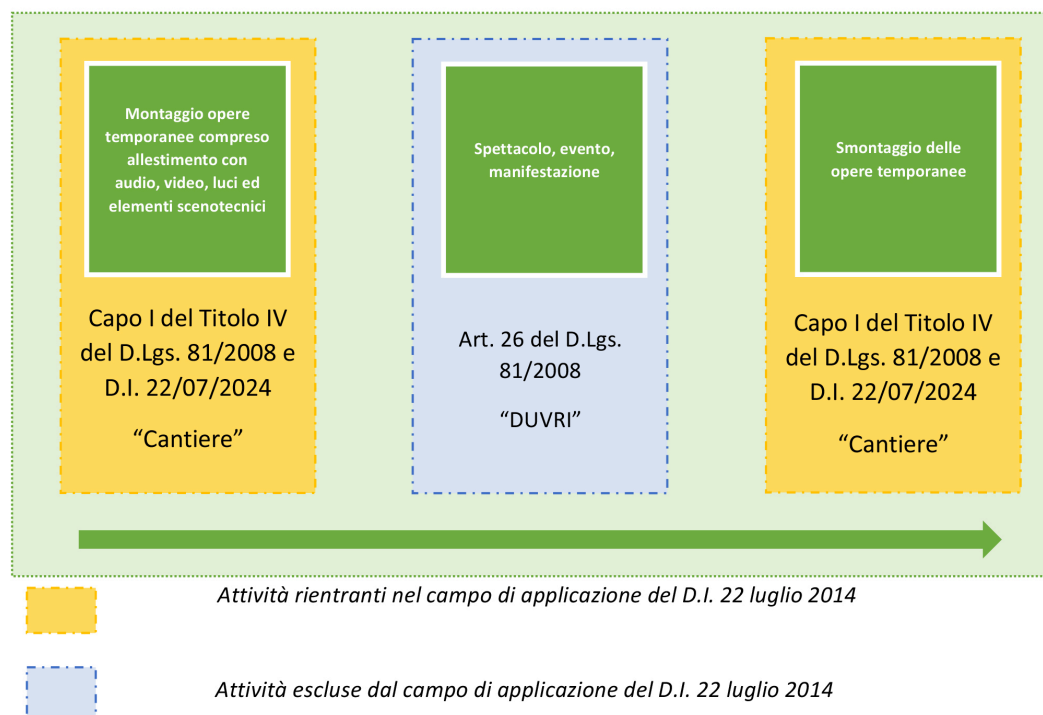 Montaggio opere
temporanee compreso
allestimento con
audio, video, luci ed
elementi scenotecnici
Capo I del Titolo IV
del D.Lgs. 81/2008 e
D.I. 22/07/2024
“Cantiere”
Spettacolo, evento,
manifestazione
Art. 26 del D.Lgs.
81/2008
“DUVRI”
Smontaggio delle
opere temporanee
Capo I del Titolo IV
del D.Lgs. 81/2008 e
D.I. 22/07/2024
“Cantiere”
Attività rientranti nel campo di applicazione del D.I. 22 luglio 2014
Attività escluse dal campo di applicazione del D.I. 22 luglio 2014